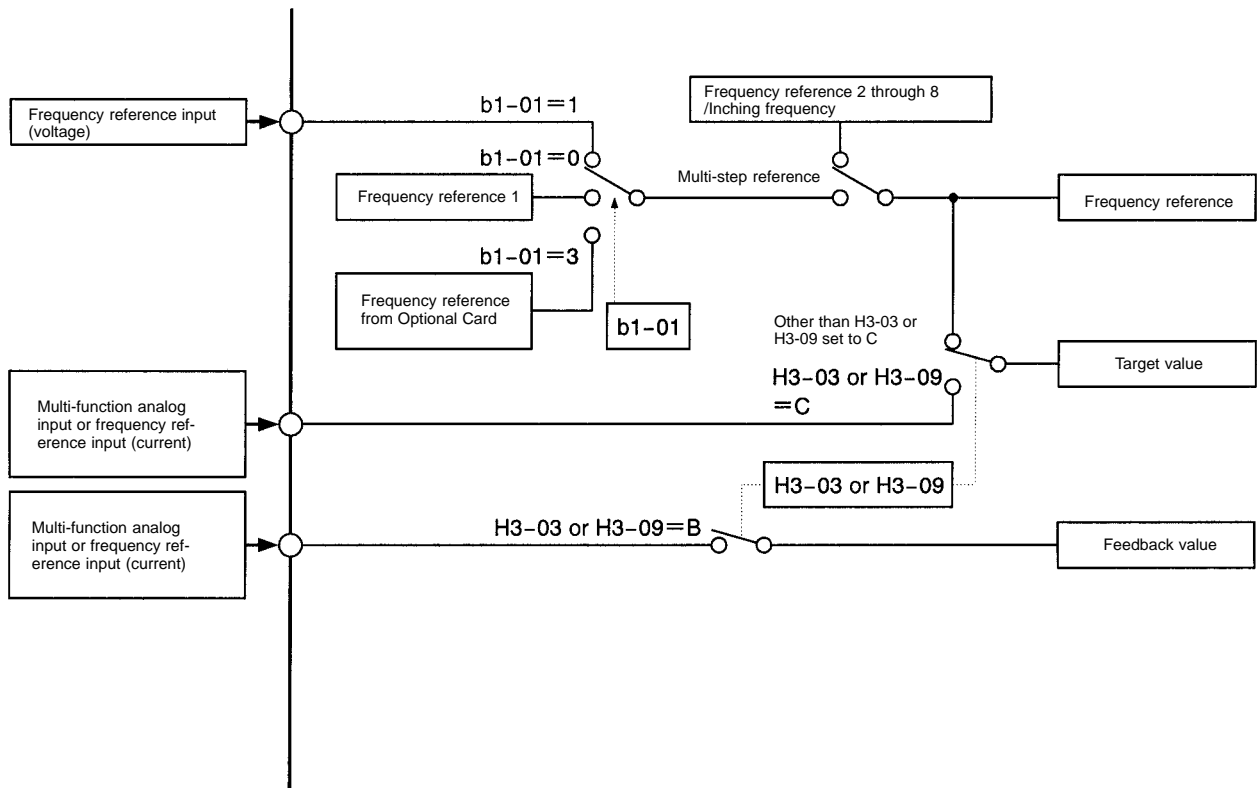 Frequency reference input
(voltage)
b1-01=1
Frequency reference 2 through 8
/Inching frequency
b1-01=0
Frequency reference 1
Multi-step reference
Frequency reference
b1-01=3
Frequency reference
from Optional Card
b1-01
Other than H3-03 or
H3-09 set to C
Target value
H3-03 or H3-09
=C
Multi-function analog
input or frequency ref-
erence input (current)
H3-03 or H3-09
Multi-function analog
input or frequency ref-
erence input (current)
H3-03 or H3-09=B
Feedback value